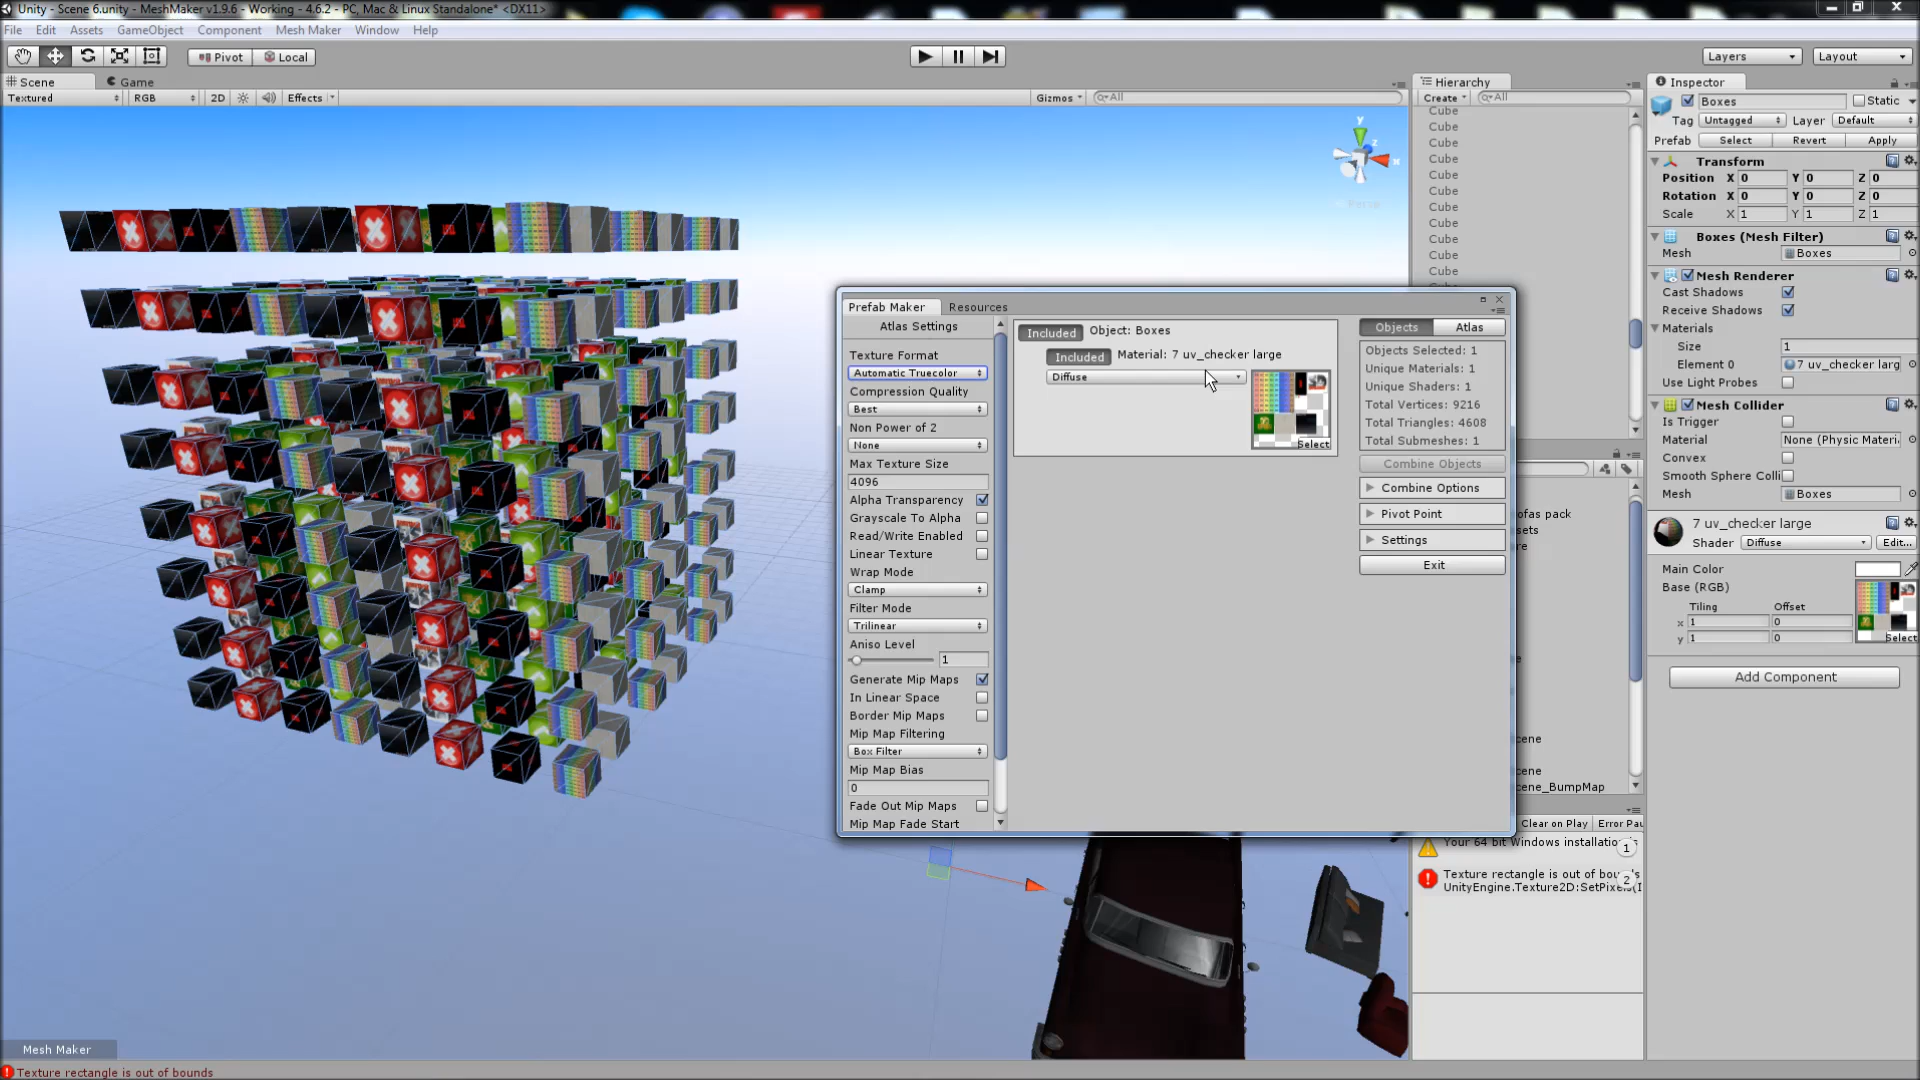 Unity - Scene 6.unity - MeshMaker v1.9.6 - Working - 4.6.2 - PC, Mac & Linux Standalone* <DX11>
File Edit Assets GameObject Component Mesh Maker Window Help
Pivot Local Layers Layout
Scene Game
Textured RGB 2D Effects Gizmos All
y
z
x
Hierarchy
Create All
Cube
Cube
Cube
Cube
Cube
Cube
Cube
Cube
Cube
Cube
Cube
Inspector
Boxes Static
Tag Untagged Layer Default
Prefab Select Revert Apply
Transform
Position X 0 Y 0 Z 0
Rotation X 0 Y 0 Z 0
Scale X 1 Y 1 Z 1
Boxes (Mesh Filter)
Mesh Boxes
Mesh Renderer
Cast Shadows
Receive Shadows
Materials
Size 1
Element 0 7 uv_checker larg
Use Light Probes
Mesh Collider
Is Trigger
Material None (Physic Materi
Convex
Smooth Sphere Colli
Mesh Boxes
7 uv_checker large
Shader Diffuse Edit...
Main Color
Base (RGB)
Tiling Offset
x 1 0
y 1 0
Select
Add Component
Prefab Maker Resources
Atlas Settings
Texture Format
Automatic Truecolor
Compression Quality
Best
Non Power of 2
None
Max Texture Size
4096
Alpha Transparency
Grayscale To Alpha
Read/Write Enabled
Linear Texture
Wrap Mode
Clamp
Filter Mode
Trilinear
Aniso Level
1
Generate Mip Maps
In Linear Space
Border Mip Maps
Mip Map Filtering
Box Filter
Mip Map Bias
0
Fade Out Mip Maps
Mip Map Fade Start
Included Object: Boxes
Included Material: 7 uv_checker large
Diffuse
Select
Objects Atlas
Objects Selected: 1
Unique Materials: 1
Unique Shaders: 1
Total Vertices: 9216
Total Triangles: 4608
Total Submeshes: 1
Combine Objects
Combine Options
Pivot Point
Settings
Exit
ofas pack
sets
re
e
cene
scene
cene_BumpMap
Clear on Play Error Pau
Your 64 bit Windows installation is 1
Texture rectangle is out of bounds
UnityEngine.Texture2D:SetPixels(I
2
Mesh Maker
Texture rectangle is out of bounds